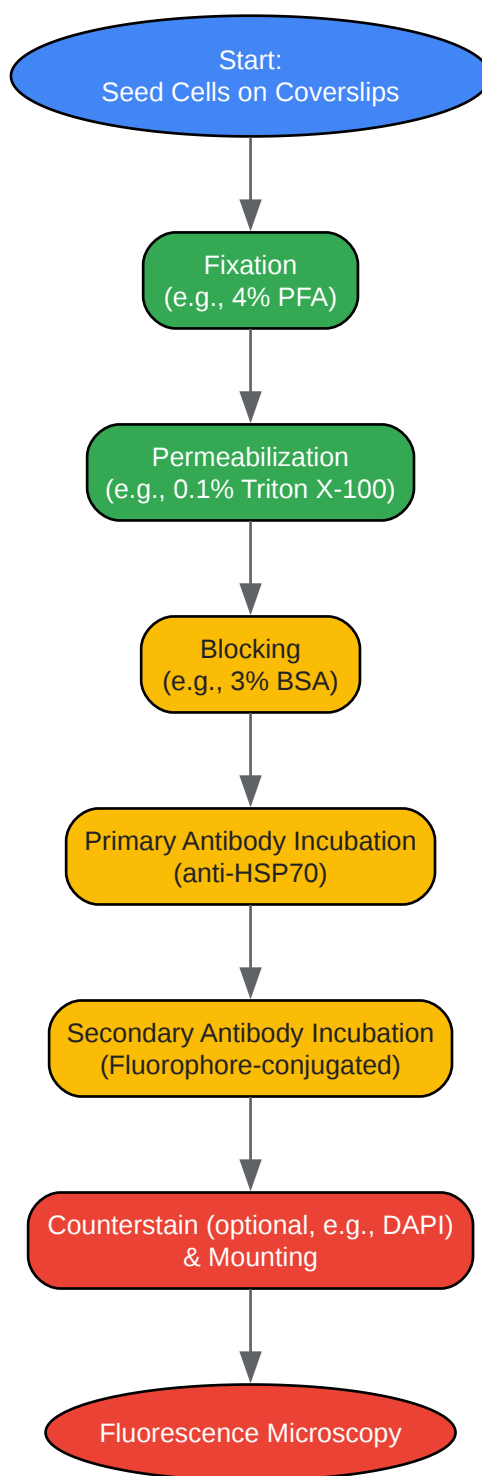 Start:
Seed Cells on Coverslips
Fixation
(e.g., 4% PFA)
Permeabilization
(e.g., 0.1% Triton X-100)
Blocking
(e.g., 3% BSA)
Primary Antibody Incubation
(anti-HSP70)
Secondary Antibody Incubation
(Fluorophore-conjugated)
Counterstain (optional, e.g., DAPI)
& Mounting
Fluorescence Microscopy